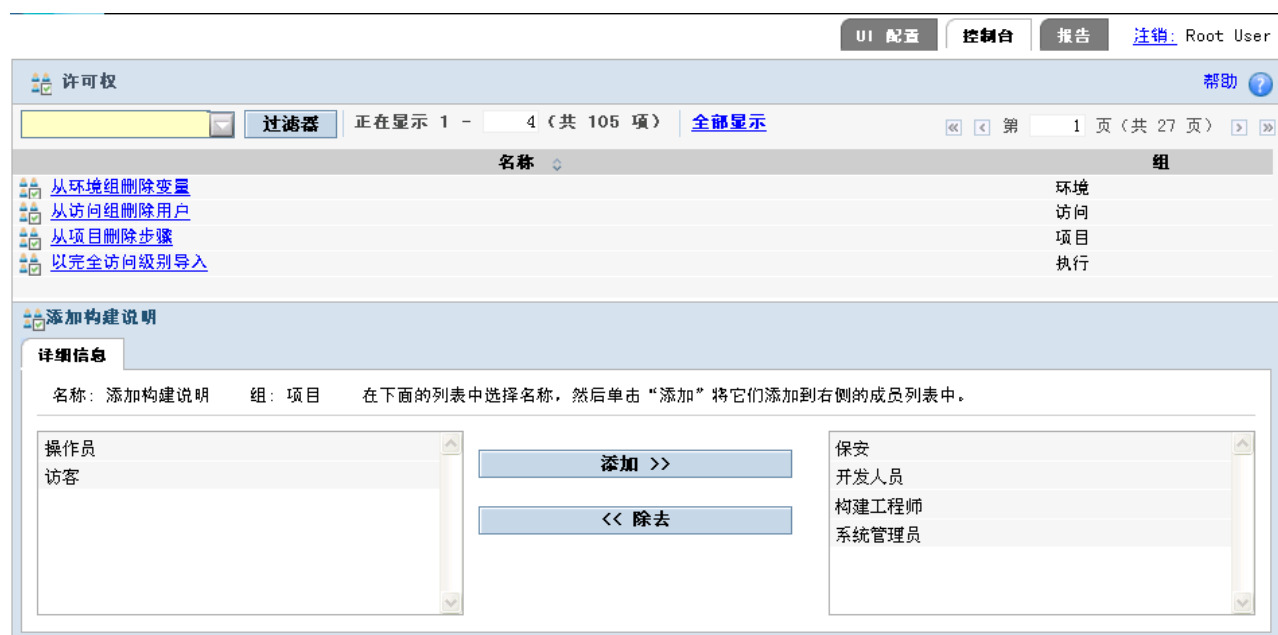 UI 配置 控制台 报告 注销: Root User
许可权 帮助 ?
过滤器 正在显示 1 - 4 (共 105 项) 全部显示 第 1 页 (共 27 页)
名称 组
从环境组删除变量 环境
从访问组删除用户 访问
从项目删除步骤 项目
以完全访问级别导入 执行
添加构建说明
详细信息
名称: 添加构建说明 组: 项目 在下面的列表中选择名称，然后单击“添加”将它们添加到右侧的成员列表中。
操作员 添加 >> 保安
访客 开发人员
<< 除去 构建工程师
系统管理员